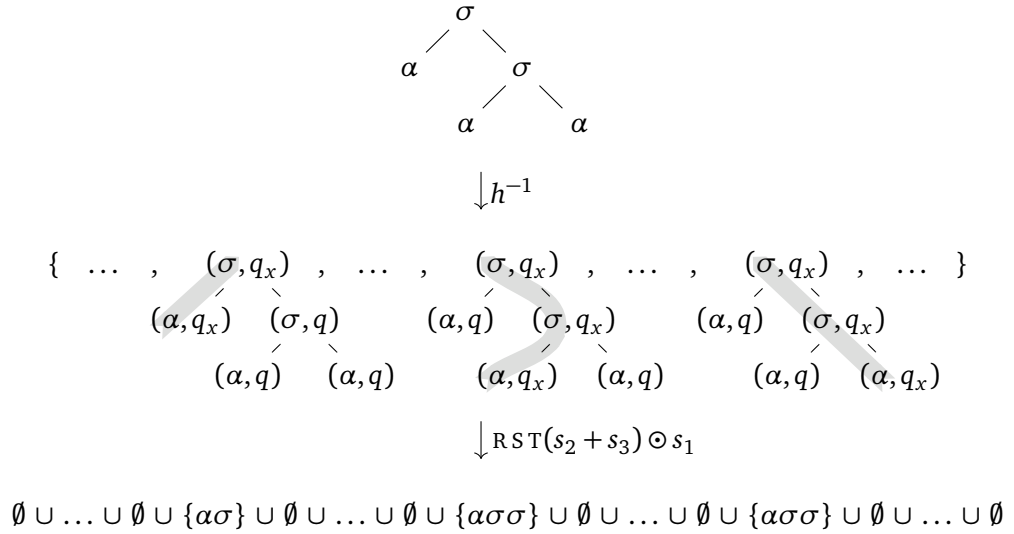 σ
α σ
α α
h⁻¹
{ … , (σ,qₓ) , … , (σ,qₓ) , … , (σ,qₓ) , … }
(α,qₓ) (σ,q) (α,q) (σ,qₓ) (α,q) (σ,qₓ)
(α,q) (α,q) (α,qₓ) (α,q) (α,q) (α,qₓ)
RST(s₂ + s₃) ⊙ s₁
∅ ∪ … ∪ ∅ ∪ {ασ} ∪ ∅ ∪ … ∪ ∅ ∪ {ασσ} ∪ ∅ ∪ … ∪ ∅ ∪ {ασσ} ∪ ∅ ∪ … ∪ ∅